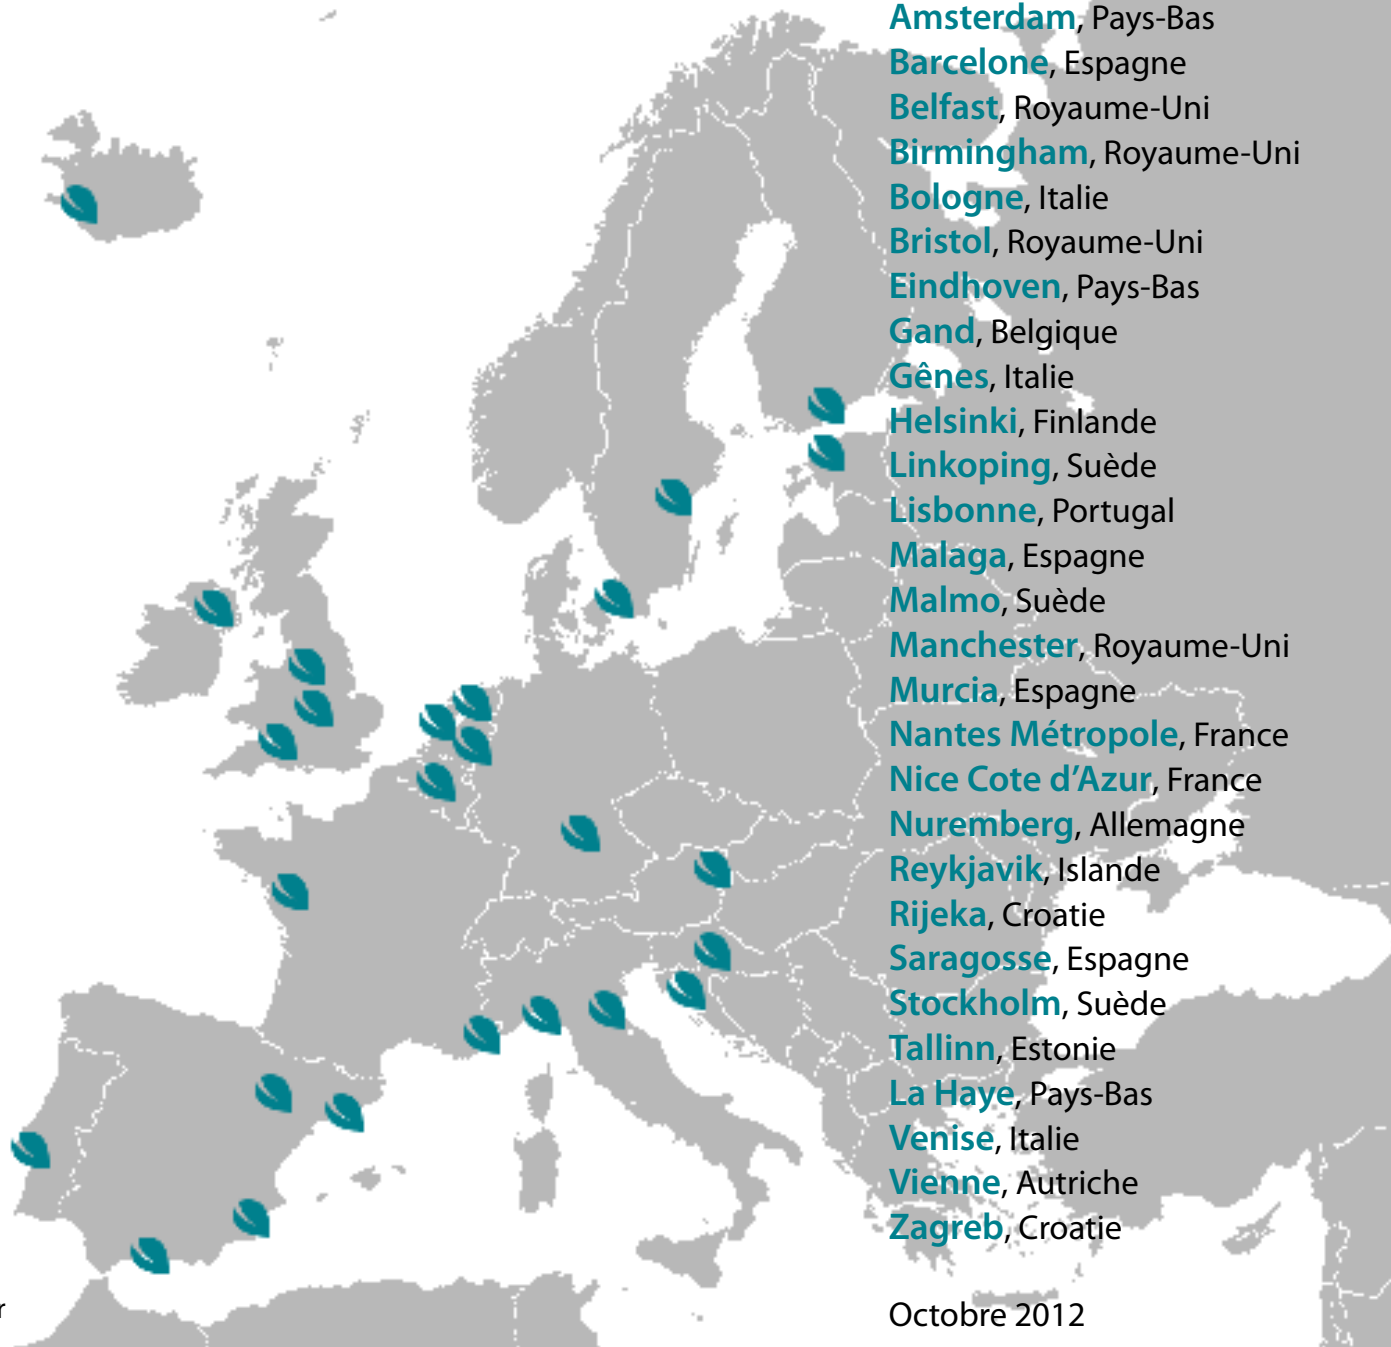 Amsterdam, Pays-Bas
Barcelone, Espagne
Belfast, Royaume-Uni
Birmingham, Royaume-Uni
Bologne, Italie
Bristol, Royaume-Uni
Eindhoven, Pays-Bas
Gand, Belgique
Gênes, Italie
Helsinki, Finlande
Linkoping, Suède
Lisbonne, Portugal
Malaga, Espagne
Malmo, Suède
Manchester, Royaume-Uni
Murcia, Espagne
Nantes Métropole, France
Nice Cote d’Azur, France
Nuremberg, Allemagne
Reykjavik, Islande
Rijeka, Croatie
Saragosse, Espagne
Stockholm, Suède
Tallinn, Estonie
La Haye, Pays-Bas
Venise, Italie
Vienne, Autriche
Zagreb, Croatie
r
Octobre 2012